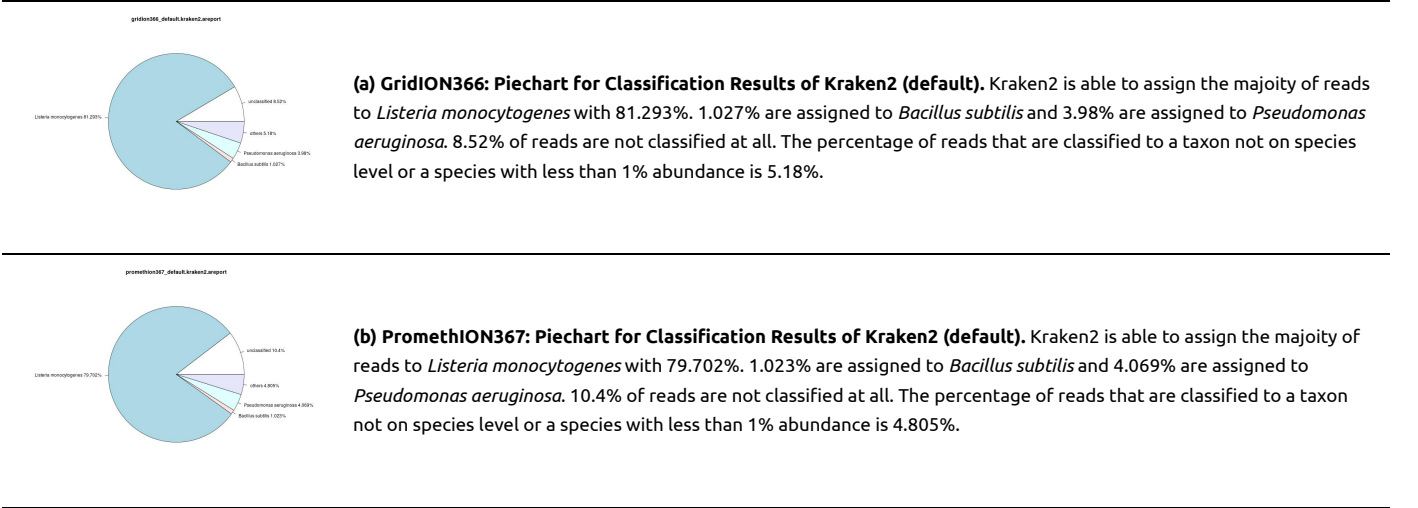 gridion366_default.kraken2.areport
unclassified 8.52%
Listeria monocytogenes 81.293%
others 5.18%
Pseudomonas aeruginosa 3.98%
Bacillus subtilis 1.027%
(a) GridION366: Piechart for Classification Results of Kraken2 (default). Kraken2 is able to assign the majoity of reads
to Listeria monocytogenes with 81.293%. 1.027% are assigned to Bacillus subtilis and 3.98% are assigned to Pseudomonas
aeruginosa. 8.52% of reads are not classified at all. The percentage of reads that are classified to a taxon not on species
level or a species with less than 1% abundance is 5.18%.
promethion367_default.kraken2.areport
unclassified 10.4%
Listeria monocytogenes 79.702%
others 4.805%
Pseudomonas aeruginosa 4.069%
Bacillus subtilis 1.023%
(b) PromethION367: Piechart for Classification Results of Kraken2 (default). Kraken2 is able to assign the majoity of
reads to Listeria monocytogenes with 79.702%. 1.023% are assigned to Bacillus subtilis and 4.069% are assigned to
Pseudomonas aeruginosa. 10.4% of reads are not classified at all. The percentage of reads that are classified to a taxon
not on species level or a species with less than 1% abundance is 4.805%.